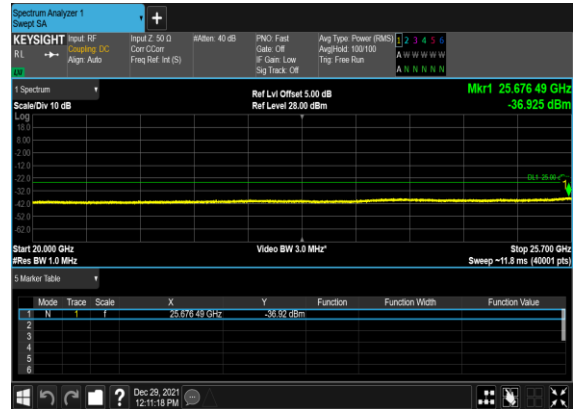 Spectrum Analyzer 1
Swept SA
+
KEYSIGHT Input: RF Input Z: 50 Ω #Atten: 40 dB PNO: Fast Avg Type: Power (RMS) 1 2 3 4 5 6
RL Coupling: DC Corr CCorr Gate: Off Avg|Hold: 100/100 A W W W W W
Align: Auto Freq Ref: Int (S) IF Gain: Low Trig: Free Run
LW Sig Track: Off A N N N N N
1 Spectrum Ref Lvl Offset 5.00 dB Mkr1 25.676 49 GHz
Scale/Div 10 dB Ref Level 28.00 dBm -36.925 dBm
Log
18.0
8.00
-2.00
-12.0
-22.0 DL1 -25.00 dBm
-32.0 1
-42.0
-52.0
-62.0
Start 20.000 GHz Video BW 3.0 MHz* Stop 25.700 GHz
#Res BW 1.0 MHz Sweep ~11.8 ms (40001 pts)
5 Marker Table
Mode Trace Scale X Y Function Function Width Function Value
1 N 1 f 25.676 49 GHz -36.92 dBm
2
3
4
5
6
? Dec 29, 2021
12:11:18 PM